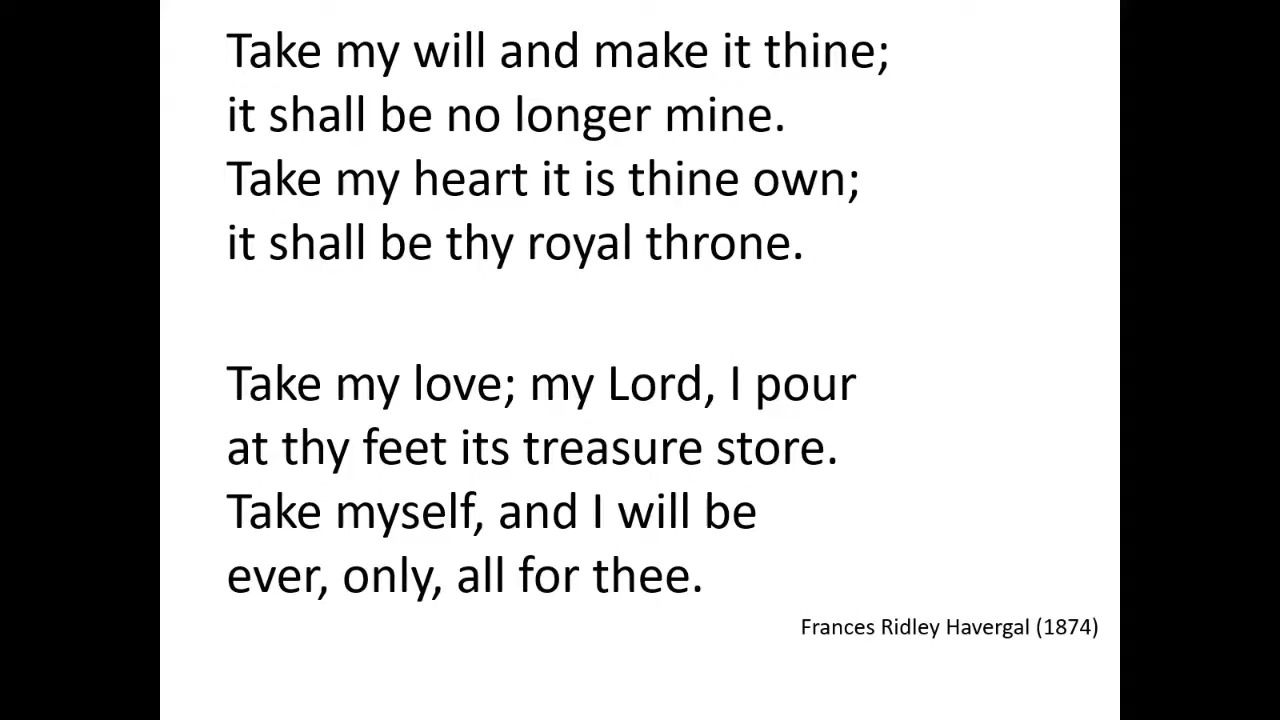 Take my will and make it thine;
it shall be no longer mine.
Take my heart it is thine own;
it shall be thy royal throne.
Take my love; my Lord, I pour
at thy feet its treasure store.
Take myself, and I will be
ever, only, all for thee.
Frances Ridley Havergal (1874)